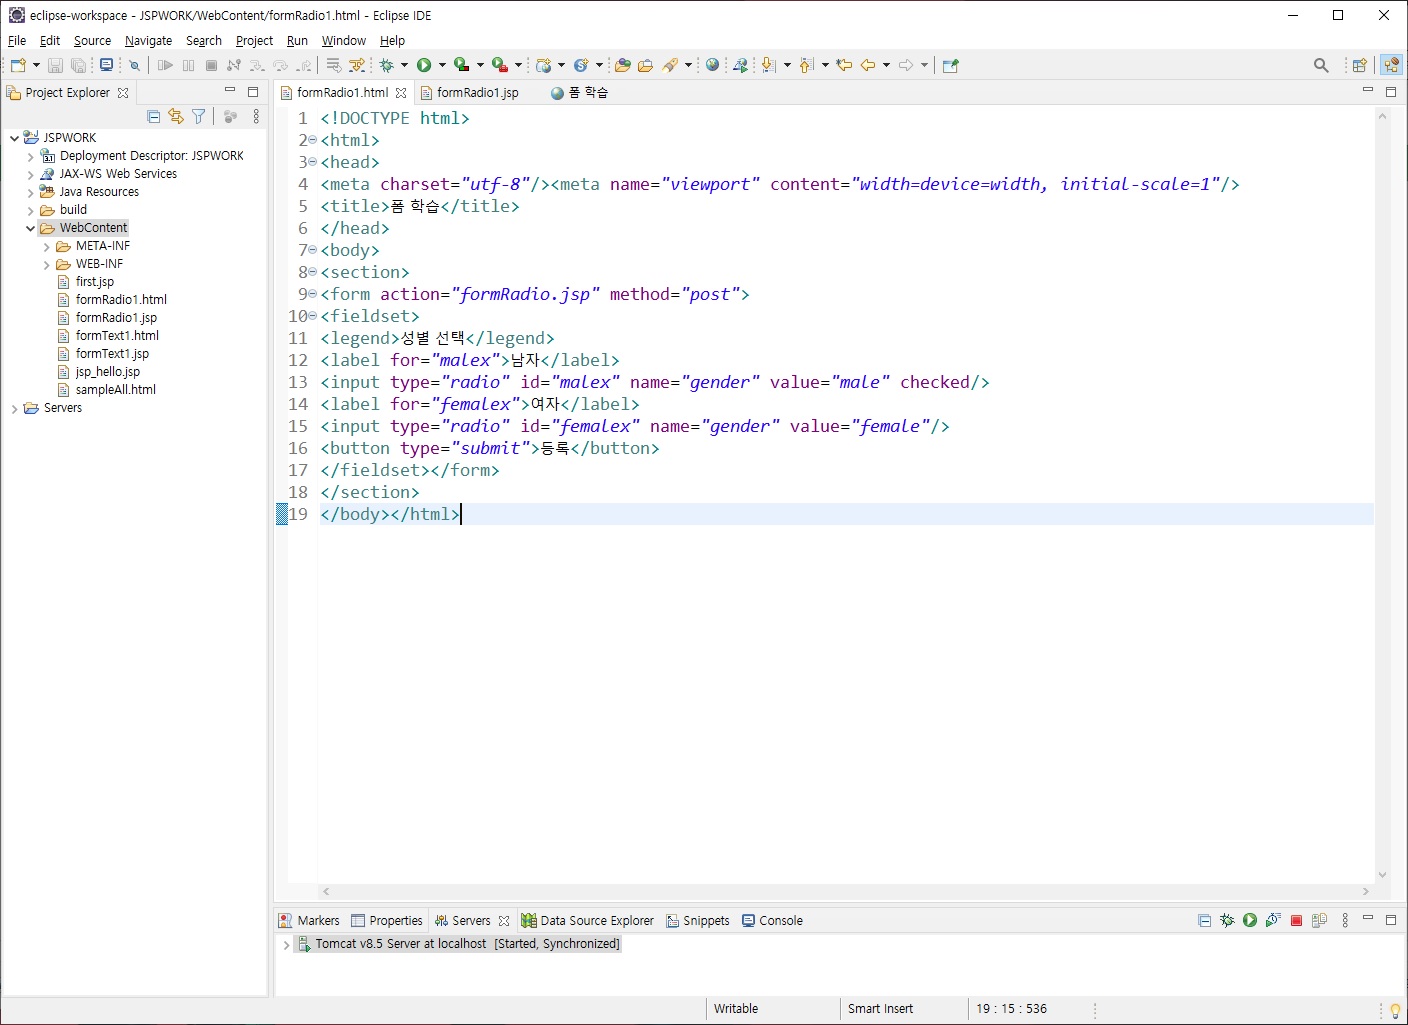 eclipse-workspace - JSPWORK/WebContent/formRadio1.html - Eclipse IDE
File Edit Source Navigate Search Project Run Window Help
Project Explorer
formRadio1.html formRadio1.jsp 폼 학습
JSPWORK
Deployment Descriptor: JSPWORK
JAX-WS Web Services
Java Resources
build
WebContent
META-INF
WEB-INF
first.jsp
formRadio1.html
formRadio1.jsp
formText1.html
formText1.jsp
jsp_hello.jsp
sampleAll.html
Servers
1 <!DOCTYPE html>
2 <html>
3 <head>
4 <meta charset="utf-8"/><meta name="viewport" content="width=device=width, initial-scale=1"/>
5 <title>폼 학습</title>
6 </head>
7 <body>
8 <section>
9 <form action="formRadio.jsp" method="post">
10 <fieldset>
11 <legend>성별 선택</legend>
12 <label for="malex">남자</label>
13 <input type="radio" id="malex" name="gender" value="male" checked/>
14 <label for="femalex">여자</label>
15 <input type="radio" id="femalex" name="gender" value="female"/>
16 <button type="submit">등록</button>
17 </fieldset></form>
18 </section>
19 </body></html>
Markers Properties Servers Data Source Explorer Snippets Console
Tomcat v8.5 Server at localhost [Started, Synchronized]
Writable Smart Insert 19 : 15 : 536